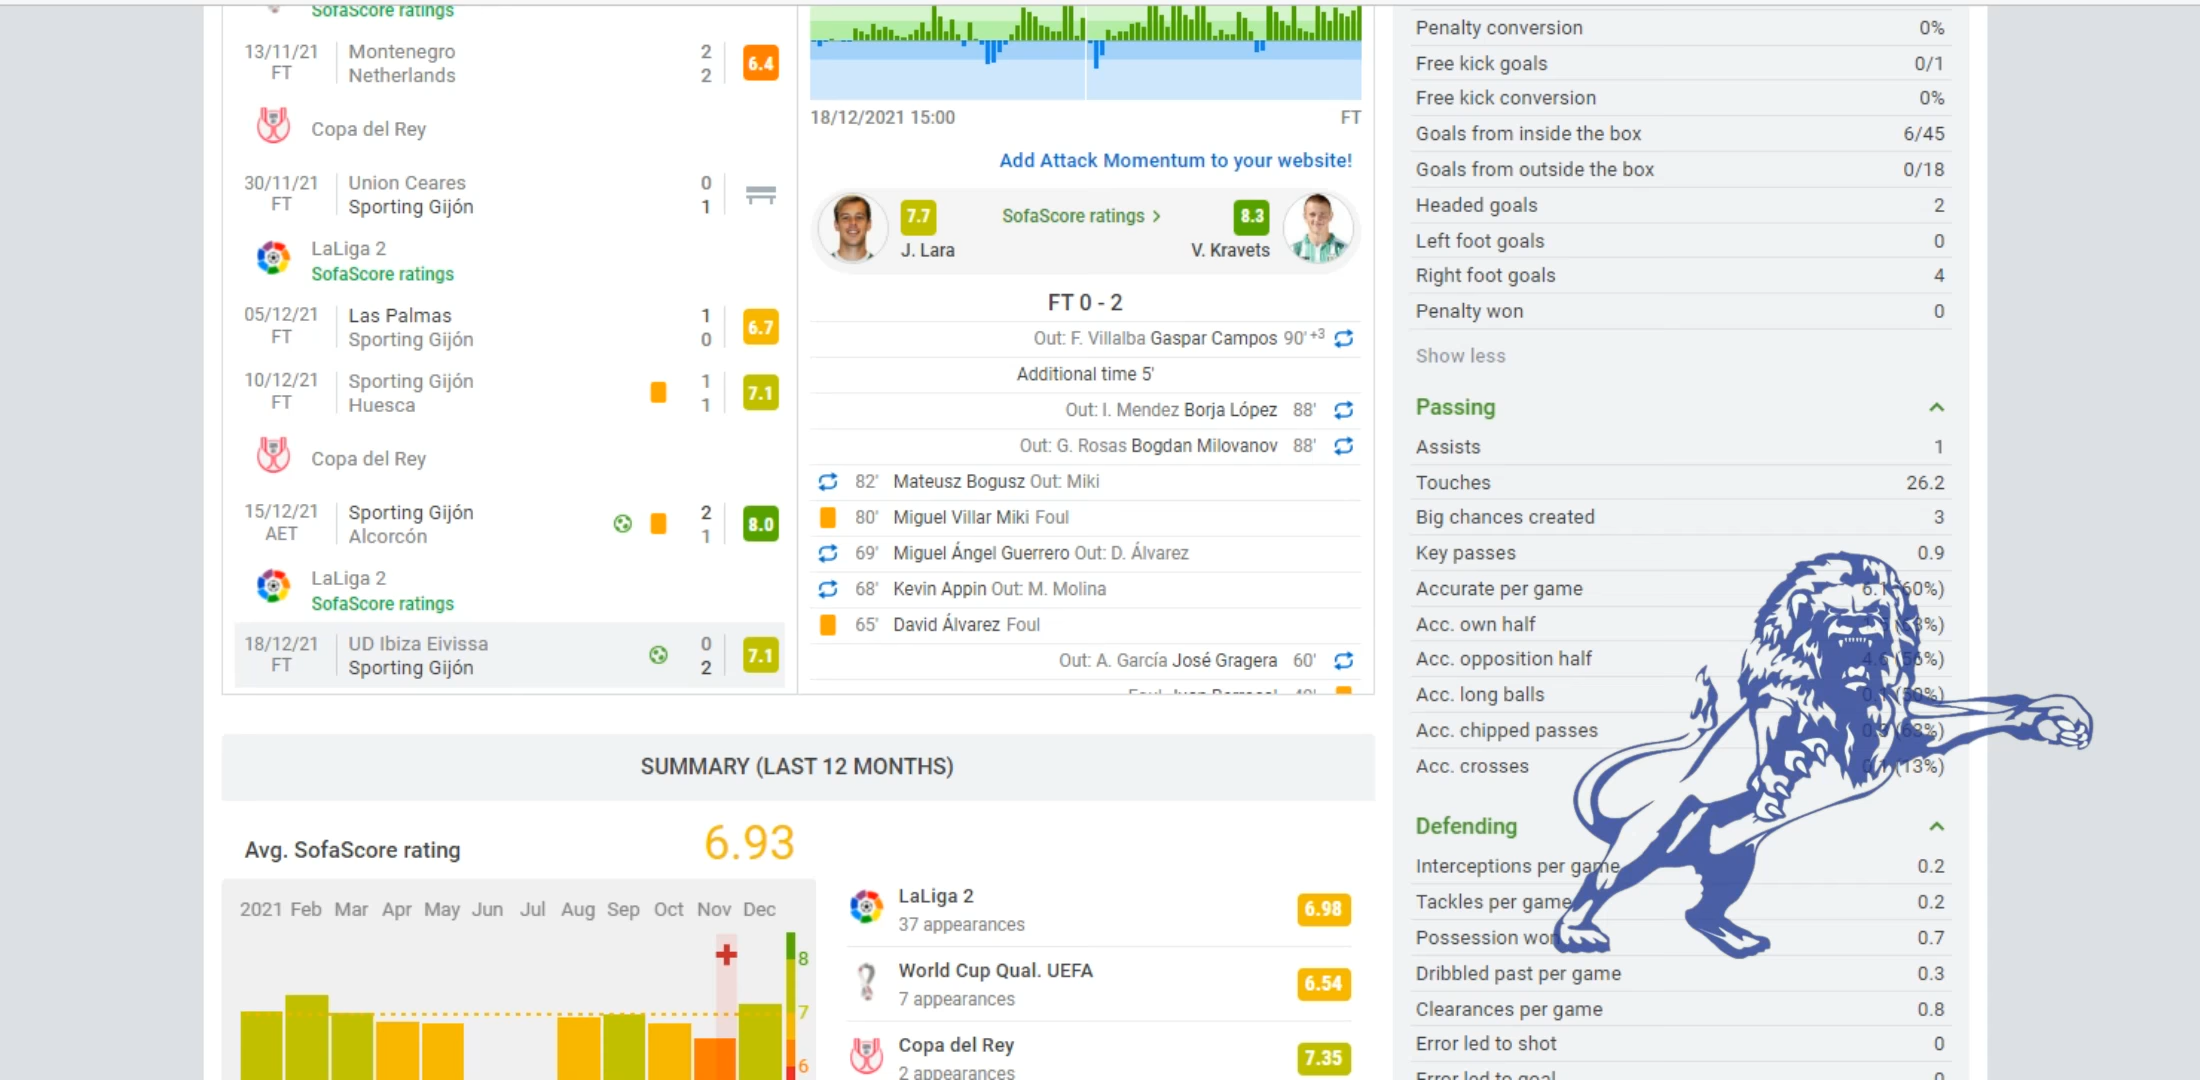 SofaScore ratings
13/11/21 Montenegro 2
FT Netherlands 2
6.4
Copa del Rey
30/11/21 Union Ceares 0
FT Sporting Gijón 1
LaLiga 2
SofaScore ratings
05/12/21 Las Palmas 1
FT Sporting Gijón 0
6.7
10/12/21 Sporting Gijón 1
FT Huesca 1
7.1
Copa del Rey
15/12/21 Sporting Gijón 2
AET Alcorcón 1
8.0
LaLiga 2
SofaScore ratings
18/12/21 UD Ibiza Eivissa 0
FT Sporting Gijón 2
7.1
18/12/2021 15:00 FT
Add Attack Momentum to your website!
7.7 SofaScore ratings > 8.3
J. Lara V. Kravets
FT 0 - 2
Out: F. Villalba Gaspar Campos 90'+3
Additional time 5'
Out: I. Mendez Borja López 88'
Out: G. Rosas Bogdan Milovanov 88'
82' Mateusz Bogusz Out: Miki
80' Miguel Villar Miki Foul
69' Miguel Ángel Guerrero Out: D. Álvarez
68' Kevin Appin Out: M. Molina
65' David Álvarez Foul
Out: A. García José Gragera 60'
SUMMARY (LAST 12 MONTHS)
Avg. SofaScore rating 6.93
2021 Feb Mar Apr May Jun Jul Aug Sep Oct Nov Dec
8
7
6
LaLiga 2
37 appearances
6.98
World Cup Qual. UEFA
7 appearances
6.54
Copa del Rey
2 appearances
7.35
Penalty conversion 0%
Free kick goals 0/1
Free kick conversion 0%
Goals from inside the box 6/45
Goals from outside the box 0/18
Headed goals 2
Left foot goals 0
Right foot goals 4
Penalty won 0
Show less
Passing
Assists 1
Touches 26.2
Big chances created 3
Key passes 0.9
Accurate per game
Acc. own half
Acc. opposition half
Acc. long balls
Acc. chipped passes
Acc. crosses (13%)
Defending
Interceptions per game 0.2
Tackles per game 0.2
Possession won 0.7
Dribbled past per game 0.3
Clearances per game 0.8
Error led to shot 0
Error led to goal